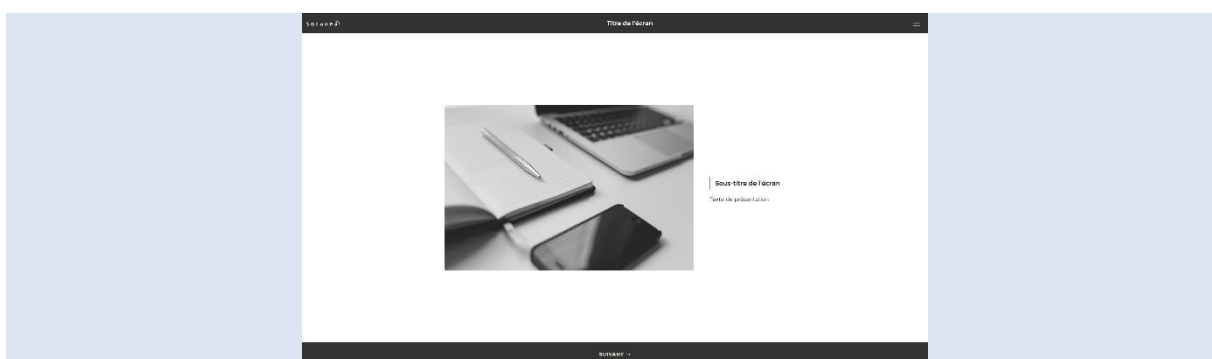 Titre de l'écran
Sous-titre de l'écran
Texte de présentation
SUIVANT →